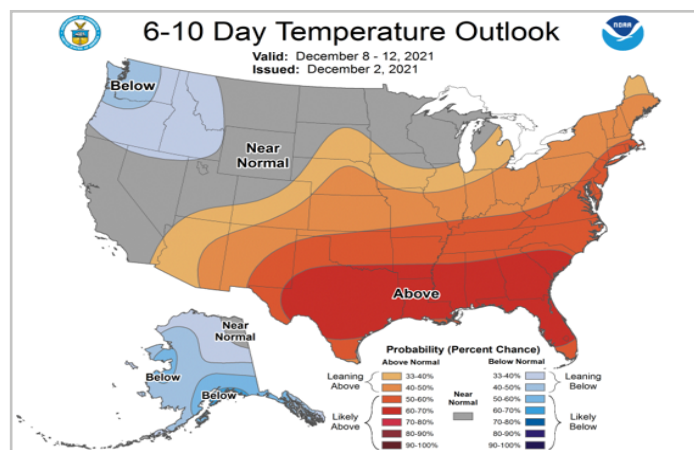 6-10 Day Temperature Outlook
Valid: December 8 - 12, 2021
Issued: December 2, 2021
NOAA
Below
Near
Normal
Above
Near
Normal
Below
Below
Probability (Percent Chance)
Above Normal
Below Normal
Leaning
Above
33-40%
40-50%
50-60%
Likely
Above
60-70%
70-80%
80-90%
90-100%
Near
Normal
33-40%
40-50%
50-60%
Leaning
Below
60-70%
70-80%
80-90%
90-100%
Likely
Below